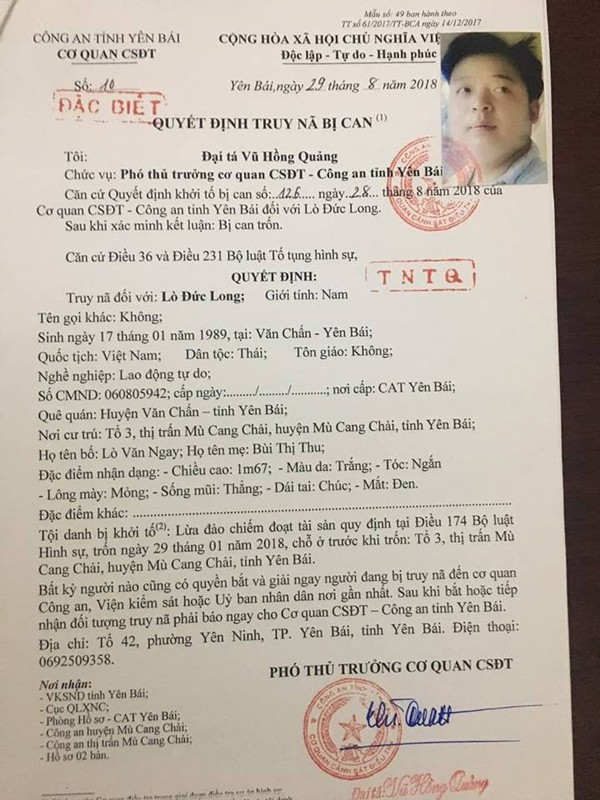 Mẫu số: 49 ban hành theo
TT số 61/2017/TT-BCA ngày 14/12/2017
CÔNG AN TỈNH YÊN BÁI
CƠ QUAN CSĐT
CỘNG HÒA XÃ HỘI CHỦ NGHĨA
Độc lập - Tự do - Hạnh phúc
Số: 10
Yên Bái, ngày 29 tháng 8 năm 2018
ĐẶC BIỆT
QUYẾT ĐỊNH TRUY NÃ BỊ CAN (1)
Tôi: Đại tá Vũ Hồng Quảng
Chức vụ: Phó thủ trưởng cơ quan CSĐT - Công an tỉnh Yên Bái
Căn cứ Quyết định khởi tố bị can số:..126....ngày..28... tháng 8 năm 2018 của
Cơ quan CSĐT - Công an tỉnh Yên Bái đối với Lò Đức Long.
Sau khi xác minh kết luận: Bị can trốn.
Căn cứ Điều 36 và Điều 231 Bộ luật Tố tụng hình sự,
QUYẾT ĐỊNH:
TNTQ
Truy nã đối với: Lò Đức Long; Giới tính: Nam
Tên gọi khác: Không;
Sinh ngày 17 tháng 01 năm 1989, tại: Văn Chấn - Yên Bái;
Quốc tịch: Việt Nam; Dân tộc: Thái; Tôn giáo: Không;
Nghề nghiệp: Lao động tự do;
Số CMND: 060805942; cấp ngày:........./........./..........; nơi cấp: CAT Yên Bái;
Quê quán: Huyện Văn Chấn – tỉnh Yên Bái;
Nơi cư trú: Tổ 3, thị trấn Mù Cang Chải, huyện Mù Cang Chải, tỉnh Yên Bái;
Họ tên bố: Lò Văn Ngay; Họ tên mẹ: Bùi Thị Thu;
Đặc điểm nhận dạng: - Chiều cao: 1m67; - Màu da: Trắng; - Tóc: Ngắn
- Lông mày: Mỏng; - Sống mũi: Thẳng; - Dái tai: Chúc; - Mắt: Đen.
Đặc điểm khác: ..........................................................................................
Tội danh bị khởi tố(2): Lừa đảo chiếm đoạt tài sản quy định tại Điều 174 Bộ luật
Hình sự, trốn ngày 29 tháng 01 năm 2018, chỗ ở trước khi trốn: Tổ 3, thị trấn Mù
Cang Chải, huyện Mù Cang Chải, tỉnh Yên Bái.
Bất kỳ người nào cũng có quyền bắt và giải ngay người đang bị truy nã đến cơ quan
Công an, Viện kiểm sát hoặc Uỷ ban nhân dân nơi gần nhất. Sau khi bắt hoặc tiếp
nhận đối tượng truy nã phải báo ngay cho Cơ quan CSĐT – Công an tỉnh Yên Bái.
Địa chỉ: Tổ 42, phường Yên Ninh, TP. Yên Bái, tỉnh Yên Bái. Điện thoại:
0692509358.
PHÓ THỦ TRƯỞNG CƠ QUAN CSĐT
Nơi nhận:
- VKSND tỉnh Yên Bái;
- Cục QLXNC;
- Phòng Hồ sơ - CAT Yên Bái;
- Công an huyện Mù Cang Chải;
- Công an thị trấn Mù Cang Chải;
- Hồ sơ 02 bản.
Đại tá Vũ Hồng Quảng